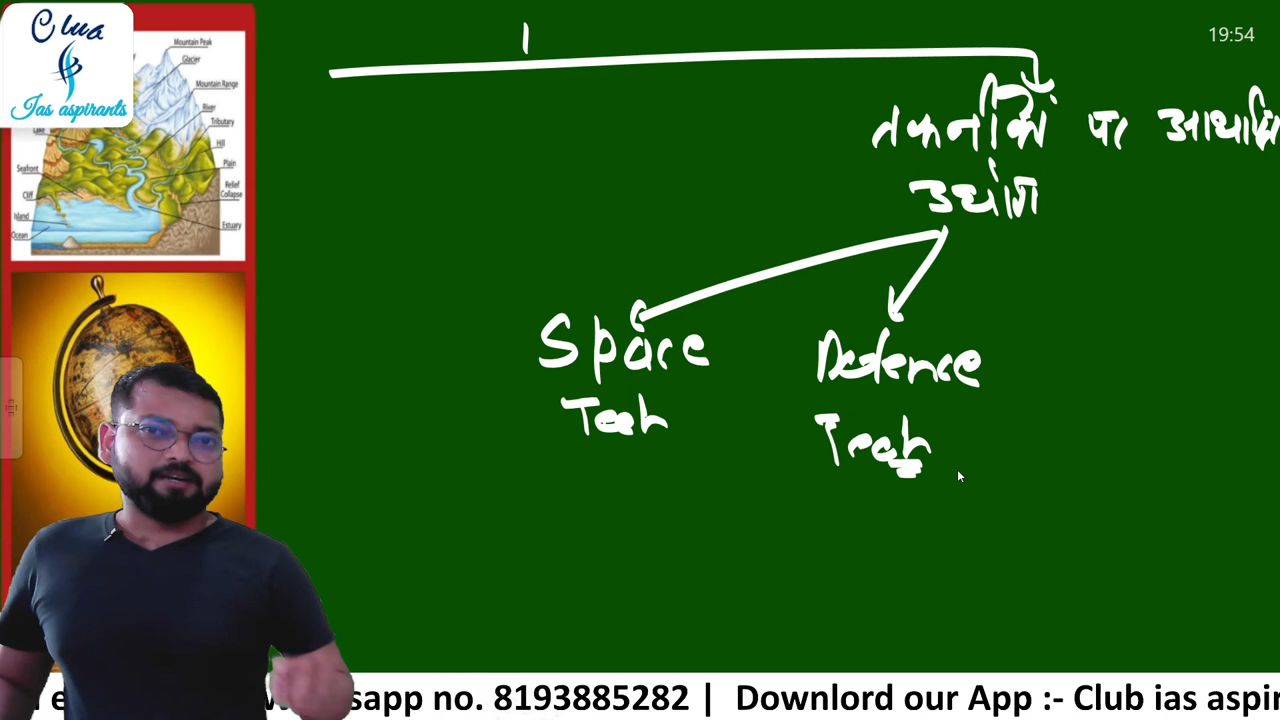 Clua
Ias aspirants
Mountain Peak
Glacier
Mountain Range
River
Tributary
Hill
Plain
Relief
Collapse
Estuary
Lake
Seafront
Cliff
Island
Ocean
19:54
तकनीकों पर आधारि
उद्योग
Space
Tech
Defence
Tech
sapp no. 8193885282 | Downlord our App :- Club ias aspir